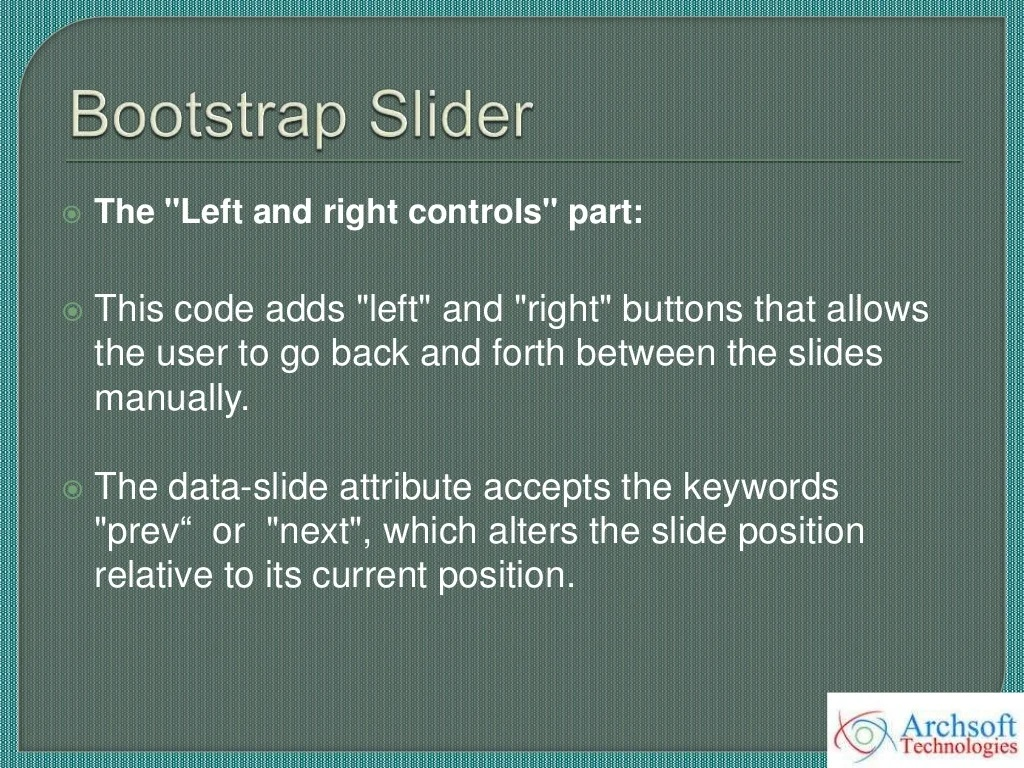 Bootstrap Slider
The "Left and right controls" part:
This code adds "left" and "right" buttons that allows
the user to go back and forth between the slides
manually.
The data-slide attribute accepts the keywords
"prev“ or "next", which alters the slide position
relative to its current position.
Archsoft
Technologies